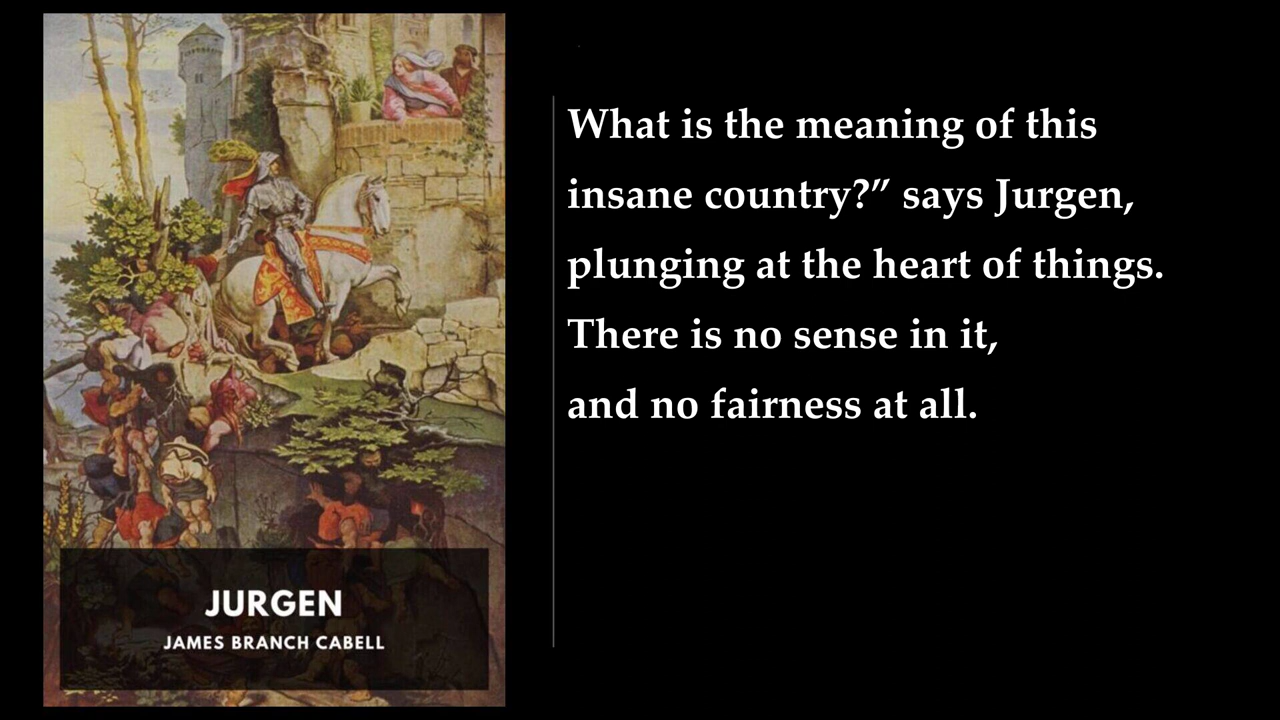 JURGEN
JAMES BRANCH CABELL
What is the meaning of this
insane country?” says Jurgen,
plunging at the heart of things.
There is no sense in it,
and no fairness at all.